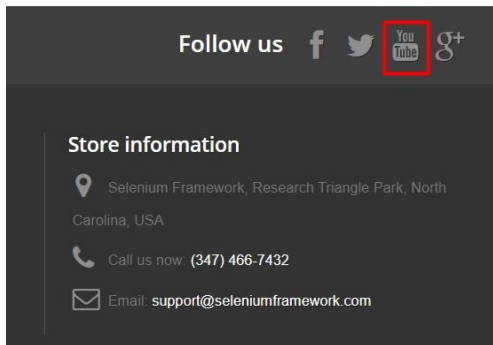 Follow us f You Tube g+
Store information
Selenium Framework, Research Triangle Park, North
Carolina, USA
Call us now: (347) 466-7432
Email: support@seleniumframework.com